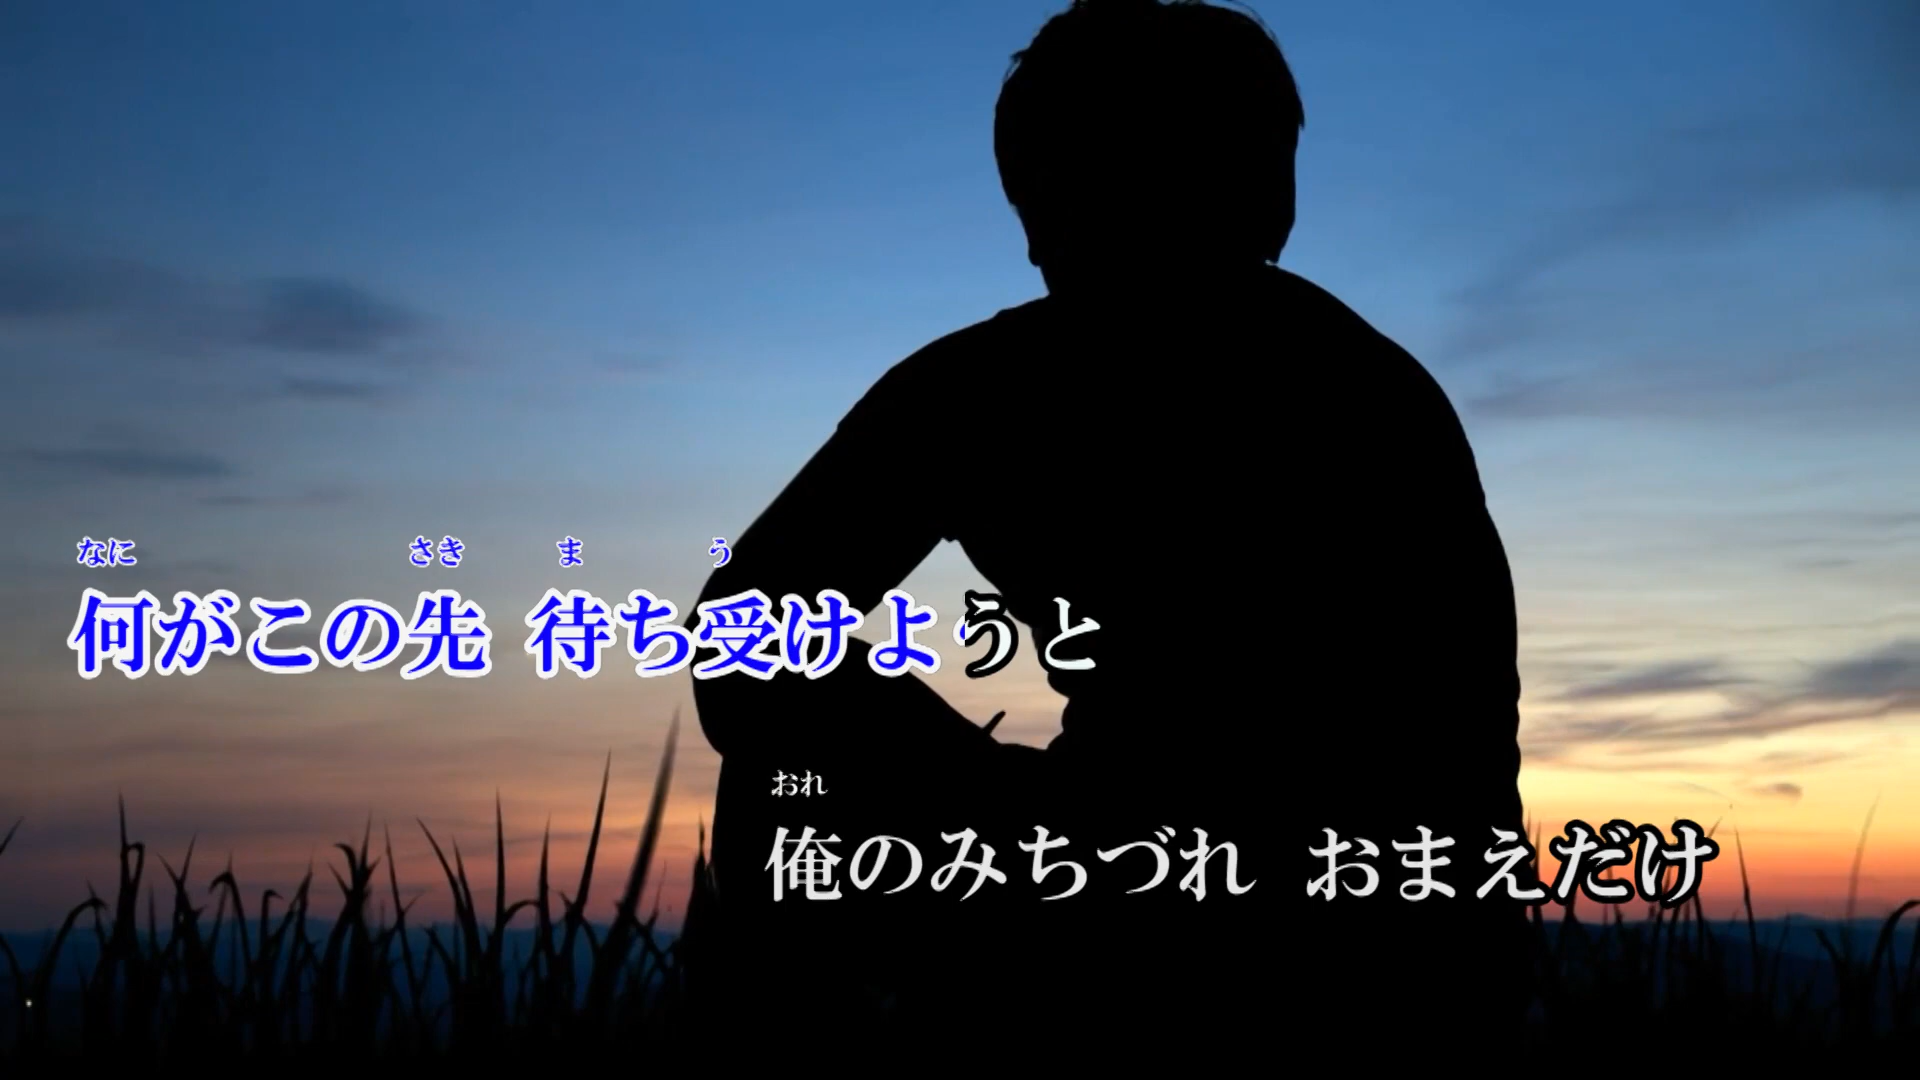 なに さき ま う
何がこの先 待ち受けようと
おれ
俺のみちづれ おまえだけ